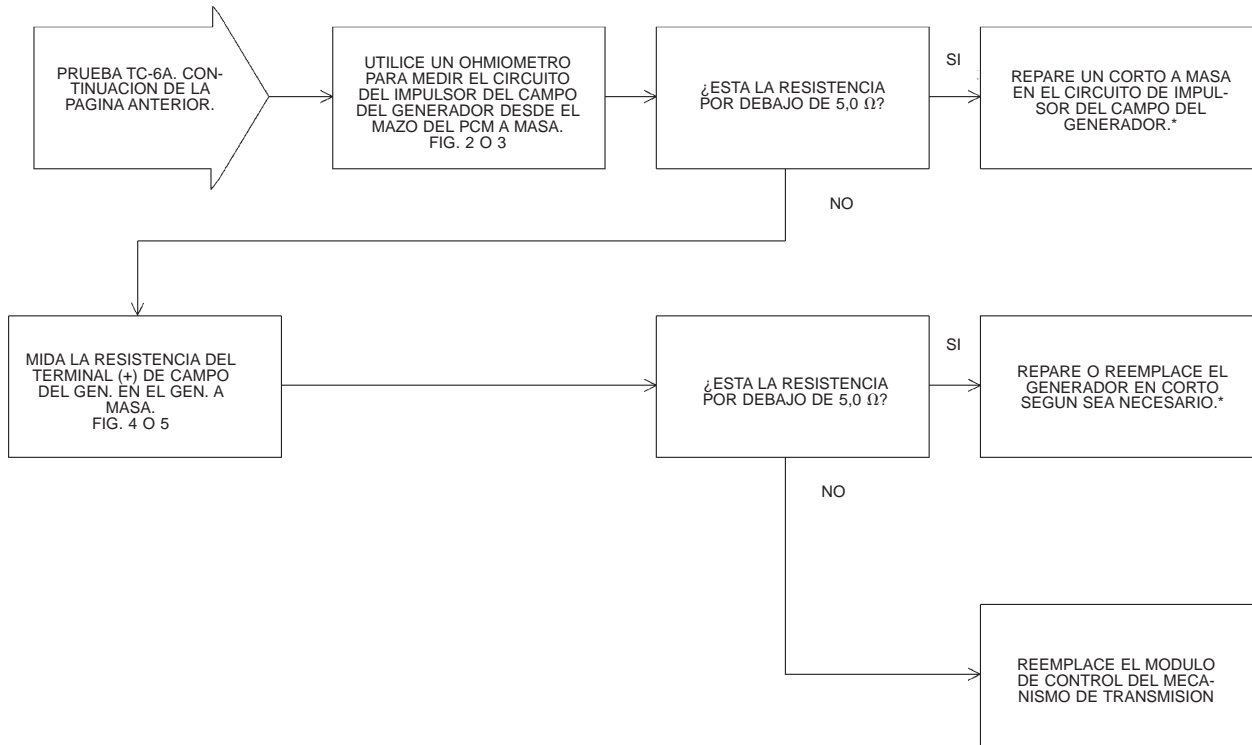 PRUEBA TC-6A. CON-
TINUACION DE LA
PAGINA ANTERIOR.
UTILICE UN OHMIOMETRO
PARA MEDIR EL CIRCUITO
DEL IMPULSOR DEL CAMPO
DEL GENERADOR DESDE EL
MAZO DEL PCM A MASA.
FIG. 2 O 3
¿ESTA LA RESISTENCIA
POR DEBAJO DE 5,0 Ω?
SI
REPARE UN CORTO A MASA
EN EL CIRCUITO DE IMPUL-
SOR DEL CAMPO DEL
GENERADOR.*
NO
MIDA LA RESISTENCIA DEL
TERMINAL (+) DE CAMPO
DEL GEN. EN EL GEN. A
MASA.
FIG. 4 O 5
¿ESTA LA RESISTENCIA
POR DEBAJO DE 5,0 Ω?
SI
REPARE O REEMPLACE EL
GENERADOR EN CORTO
SEGUN SEA NECESARIO.*
NO
REEMPLACE EL MODULO
DE CONTROL DEL MECA-
NISMO DE TRANSMISION